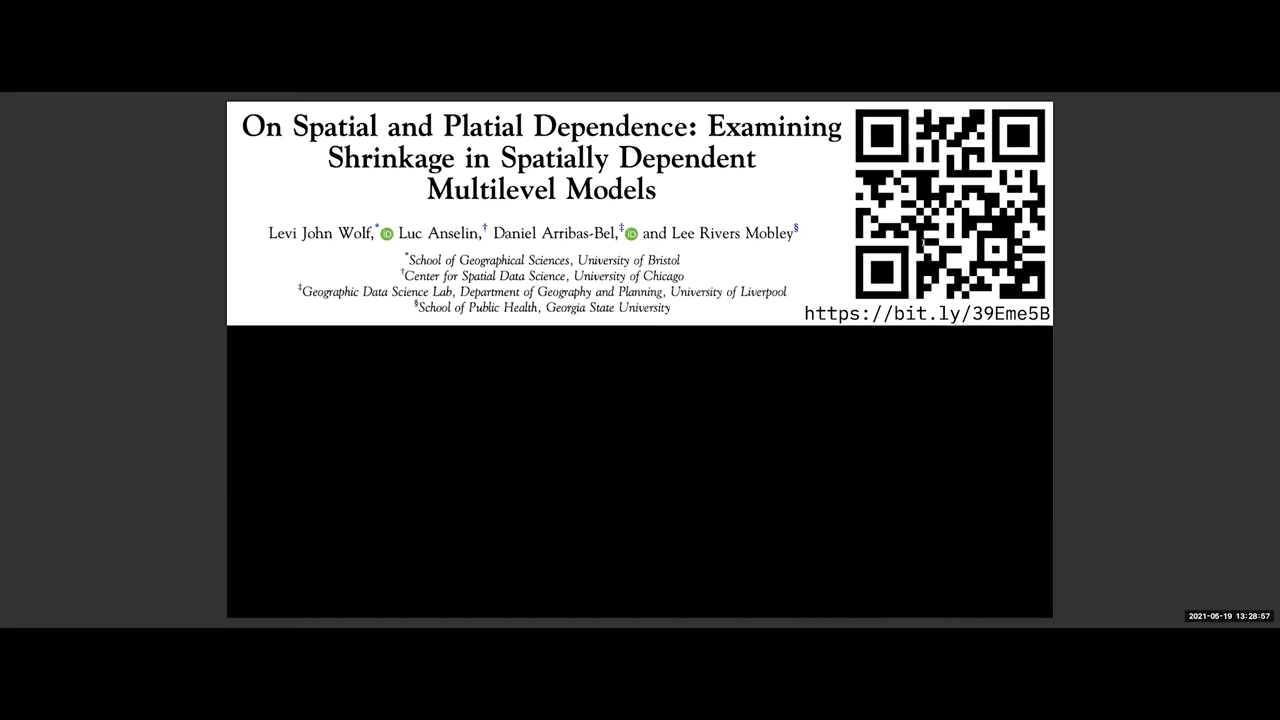 On Spatial and Platial Dependence: Examining
Shrinkage in Spatially Dependent
Multilevel Models
Levi John Wolf,* iD Luc Anselin,† Daniel Arribas-Bel,‡ iD and Lee Rivers Mobley§
*School of Geographical Sciences, University of Bristol
†Center for Spatial Data Science, University of Chicago
‡Geographic Data Science Lab, Department of Geography and Planning, University of Liverpool
§School of Public Health, Georgia State University
https://bit.ly/39Eme5B
2021-05-19 13:28:57